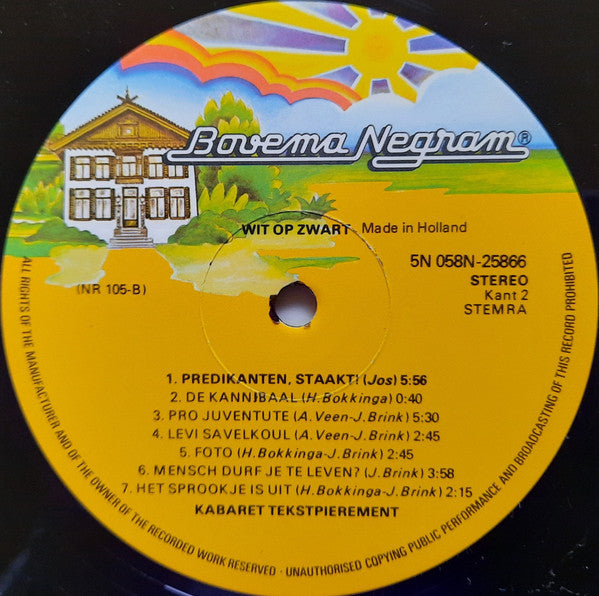 Bovema Negram®
WIT OP ZWART - Made in Holland
5N 058N-25866
STEREO
(NR 105-B)
Kant 2
STEMRA
1. PREDIKANTEN, STAAKT! (Jos) 5:56
2. DE KANNIBAAL (H. Bokkinga) 0:40
3. PRO JUVENTUTE (A. Veen-J. Brink) 5:30
4. LEVI SAVELKOUL (A. Veen-J. Brink) 2:45
5. FOTO (H. Bokkinga-J. Brink) 2:45
6. MENSCH DURF JE TE LEVEN? (J. Brink) 3:58
7. HET SPROOKJE IS UIT (H. Bokkinga-J. Brink) 2:15
KABARET TEKSTPIEREMENT
ALL RIGHTS OF THE MANUFACTURER AND OF THE OWNER OF THE RECORDED WORK RESERVED - UNAUTHORISED COPYING PUBLIC PERFORMANCE AND BROADCASTING OF THIS RECORD PROHIBITED